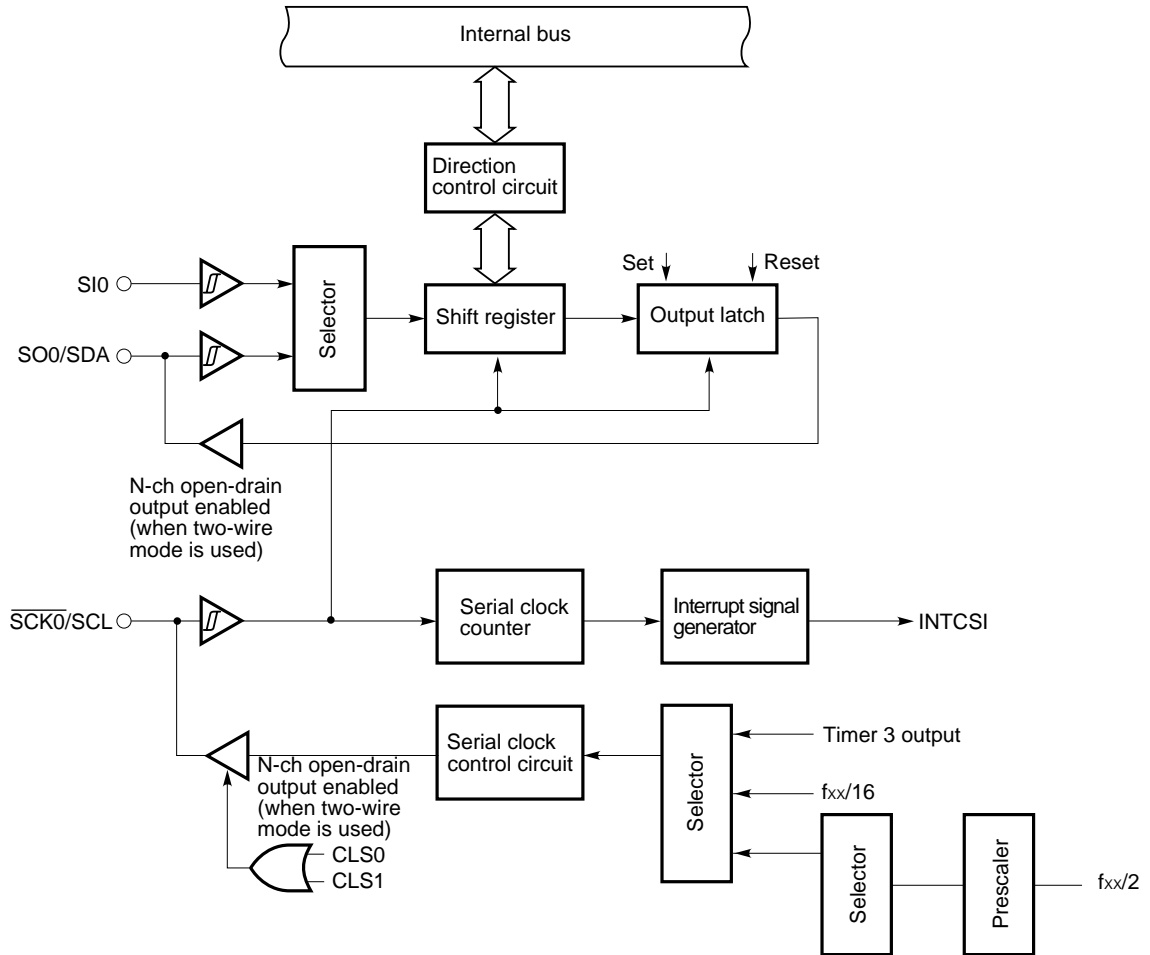 Internal bus
Direction
control circuit
Set
Reset
SI0
Selector
Shift register
Output latch
SO0/SDA
N-ch open-drain
output enabled
(when two-wire
mode is used)
SCK0/SCL
Serial clock
counter
Interrupt signal
generator
INTCSI
Serial clock
control circuit
Selector
Timer 3 output
fxx/16
N-ch open-drain
output enabled
(when two-wire
mode is used)
CLS0
CLS1
Selector
Prescaler
fxx/2